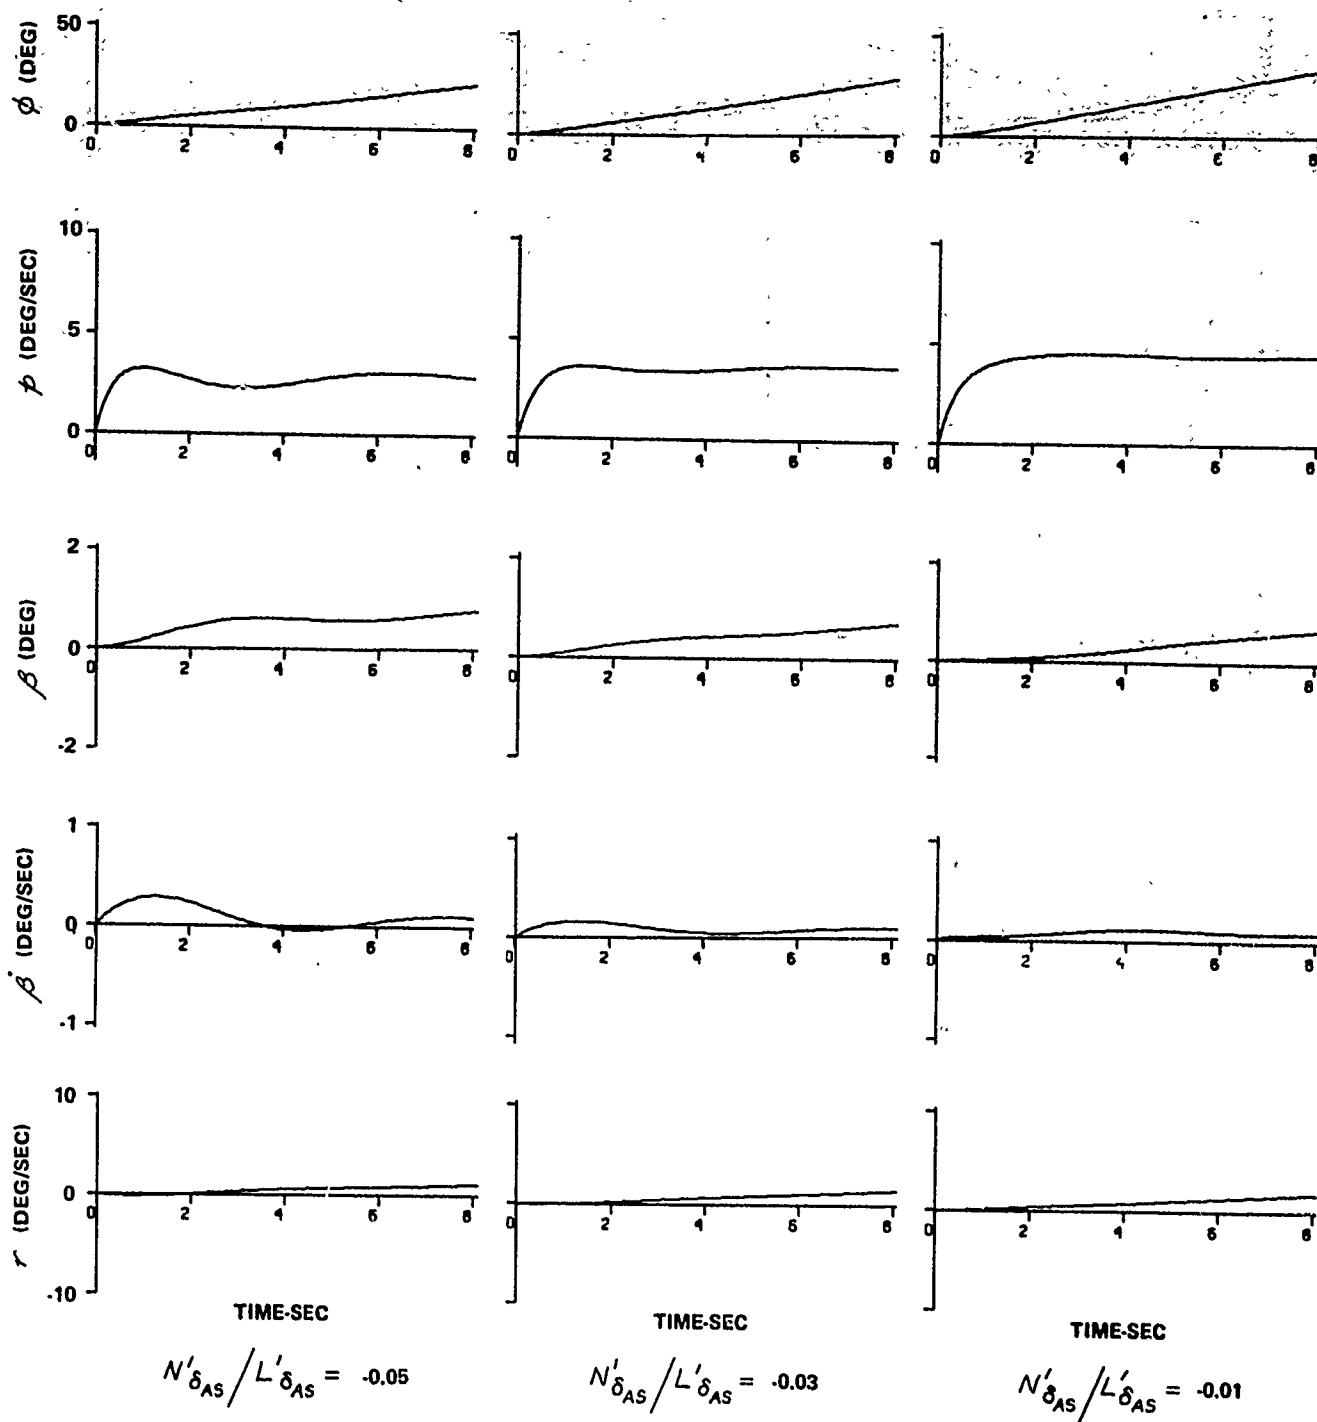 ϕ (DEG)
50
0
0 2 4 6 8
0 2 4 6 8
0 2 4 6 8
p (DEG/SEC)
10
5
0
0 2 4 6 8
0 2 4 6 8
0 2 4 6 8
β (DEG)
2
0
-2
0 2 4 6 8
0 2 4 6 8
0 2 4 6 8
β̇ (DEG/SEC)
1
0
-1
0 2 4 6 8
0 2 4 6 8
0 2 4 6 8
r (DEG/SEC)
10
0
-10
0 2 4 6 8
0 2 4 6 8
0 2 4 6 8
TIME-SEC
TIME-SEC
TIME-SEC
N'δAS/L'δAS = -0.05
N'δAS/L'δAS = -0.03
N'δAS/L'δAS = -0.01